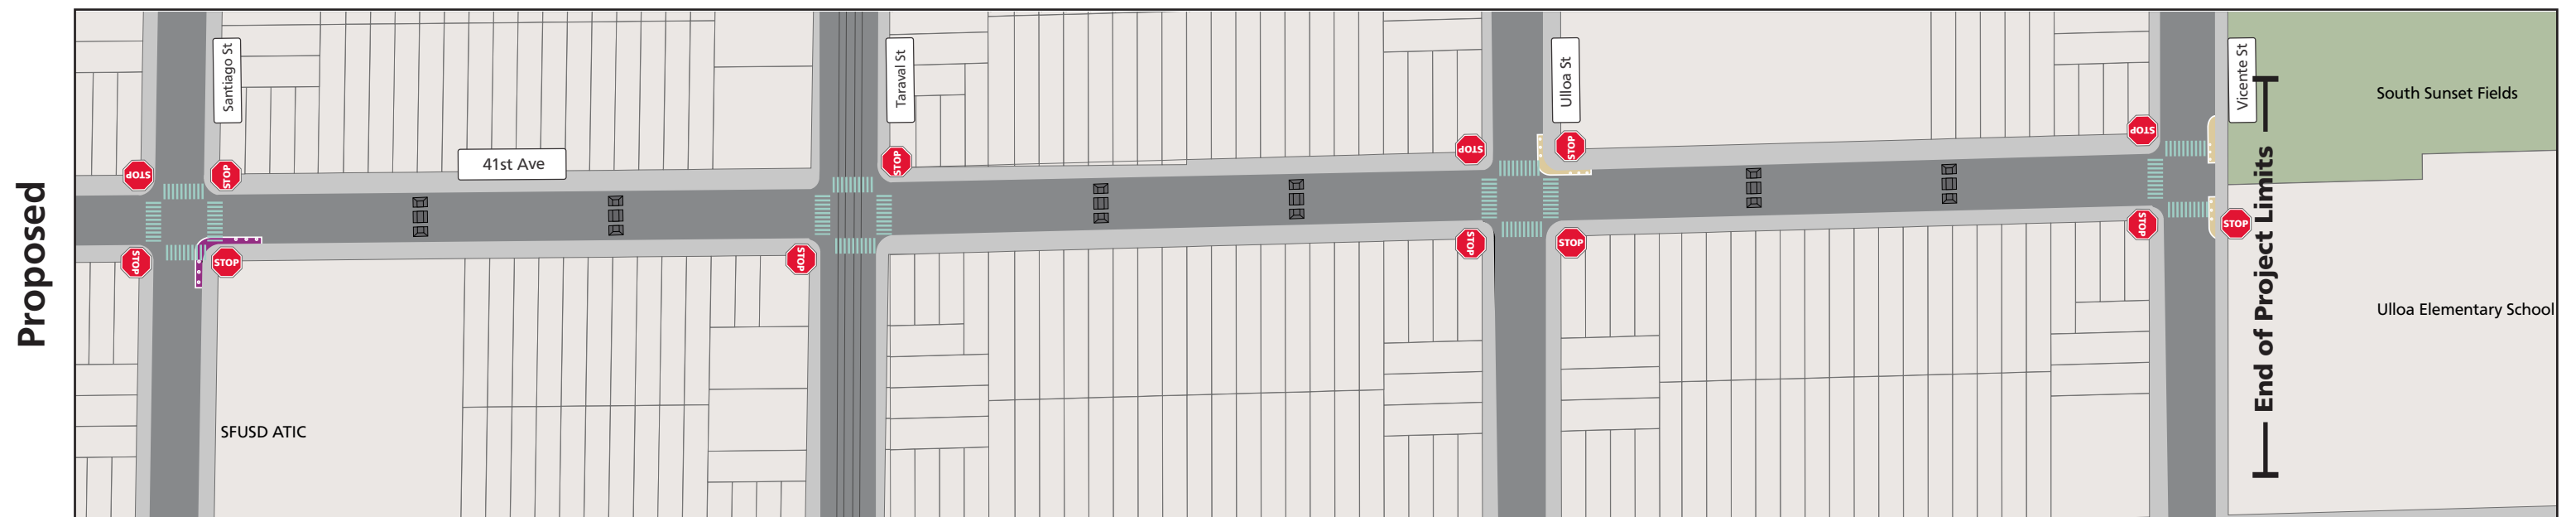 Proposed
Santiago St
Taraval St
Ulloa St
Vicente St
South Sunset Fields
STOP
STOP
STOP
STOP
STOP
41st Ave
STOP
STOP
STOP
STOP
STOP
STOP
STOP
STOP
STOP
End of Project Limits
Ulloa Elementary School
SFUSD ATIC